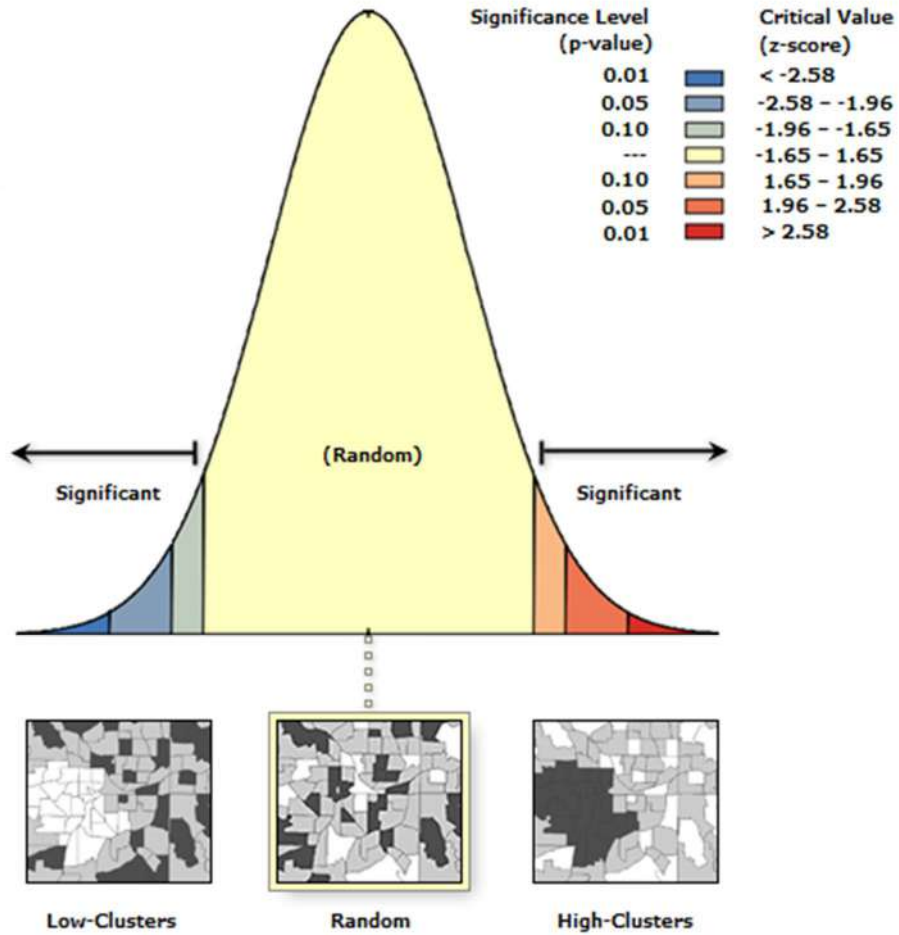 Significance Level Critical Value
(p-value) (z-score)
0.01 < -2.58
0.05 -2.58 – -1.96
0.10 -1.96 – -1.65
--- -1.65 – 1.65
0.10 1.65 – 1.96
0.05 1.96 – 2.58
0.01 > 2.58
(Random)
Significant Significant
Low-Clusters Random High-Clusters